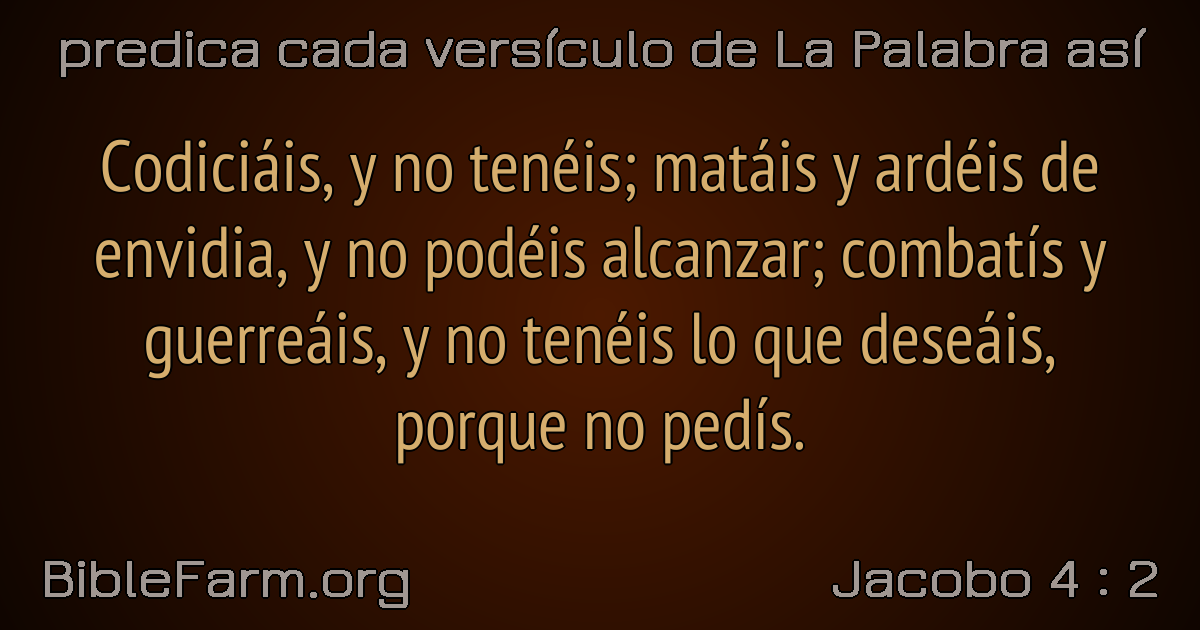 predica cada versículo de La Palabra así
Codiciáis, y no tenéis; matáis y ardéis de
envidia, y no podéis alcanzar; combatís y
guerreáis, y no tenéis lo que deseáis,
porque no pedís.
BibleFarm.org
Jacobo 4 : 2